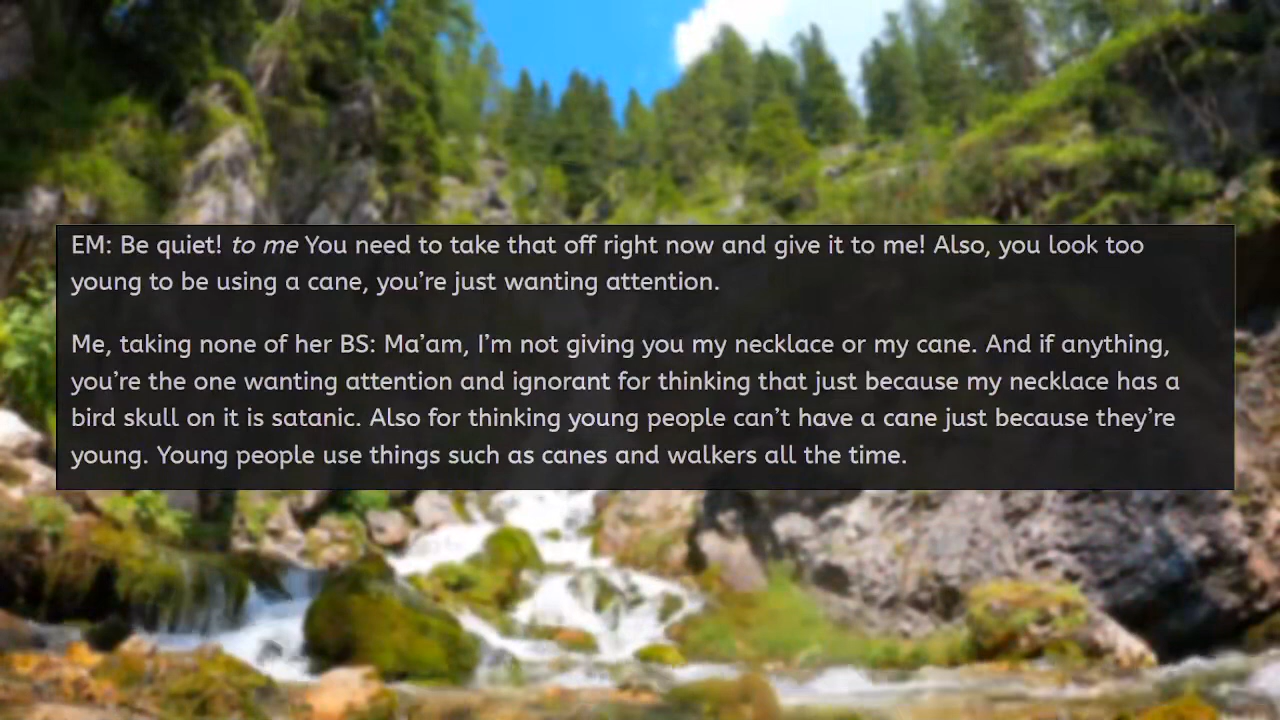 EM: Be quiet! to me You need to take that off right now and give it to me! Also, you look too
young to be using a cane, you’re just wanting attention.
Me, taking none of her BS: Ma’am, I’m not giving you my necklace or my cane. And if anything,
you’re the one wanting attention and ignorant for thinking that just because my necklace has a
bird skull on it is satanic. Also for thinking young people can’t have a cane just because they’re
young. Young people use things such as canes and walkers all the time.